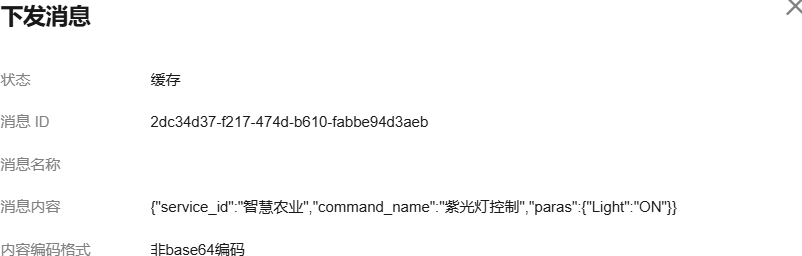 下发消息
状态 缓存
消息 ID 2dc34d37-f217-474d-b610-fabbe94d3aeb
消息名称
消息内容 {"service_id":"智慧农业","command_name":"紫光灯控制","paras":{"Light":"ON"}}
内容编码格式 非base64编码